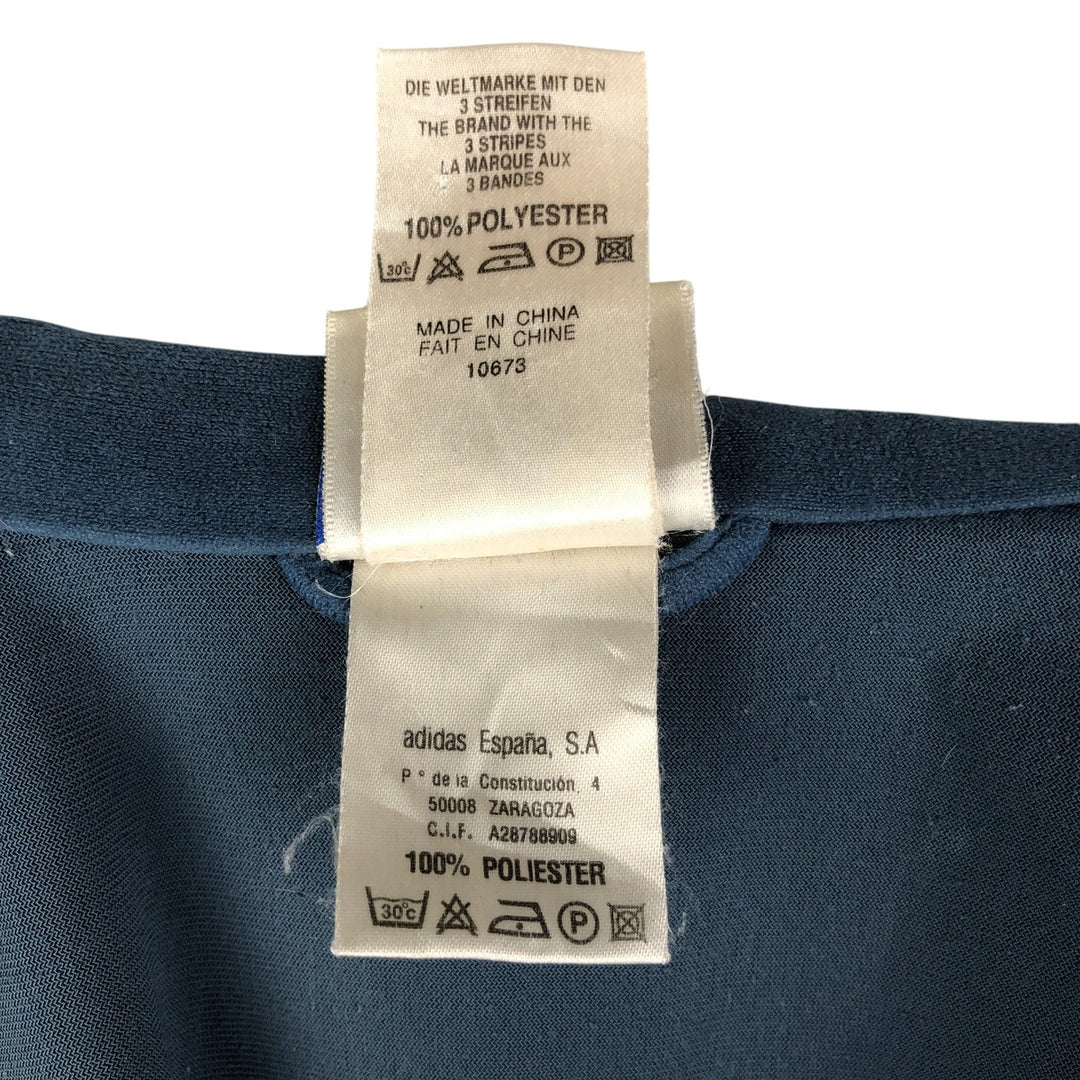 DIE WELTMARKE MIT DEN
3 STREIFEN
THE BRAND WITH THE
3 STRIPES
LA MARQUE AUX
3 BANDES
100% POLYESTER
30°c P
MADE IN CHINA
FAIT EN CHINE
10673
adidas España, S.A
P° de la Constitución, 4
50008 ZARAGOZA
C.I.F. A28788909
100% POLIESTER
30°c P